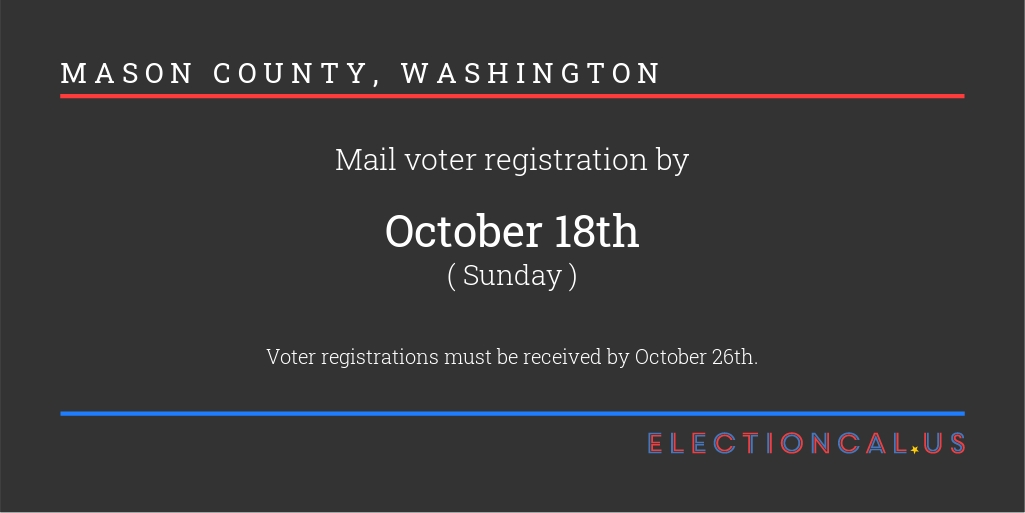 MASON COUNTY, WASHINGTON
Mail voter registration by
October 18th
( Sunday )
Voter registrations must be received by October 26th.
ELECTIONCAL.US